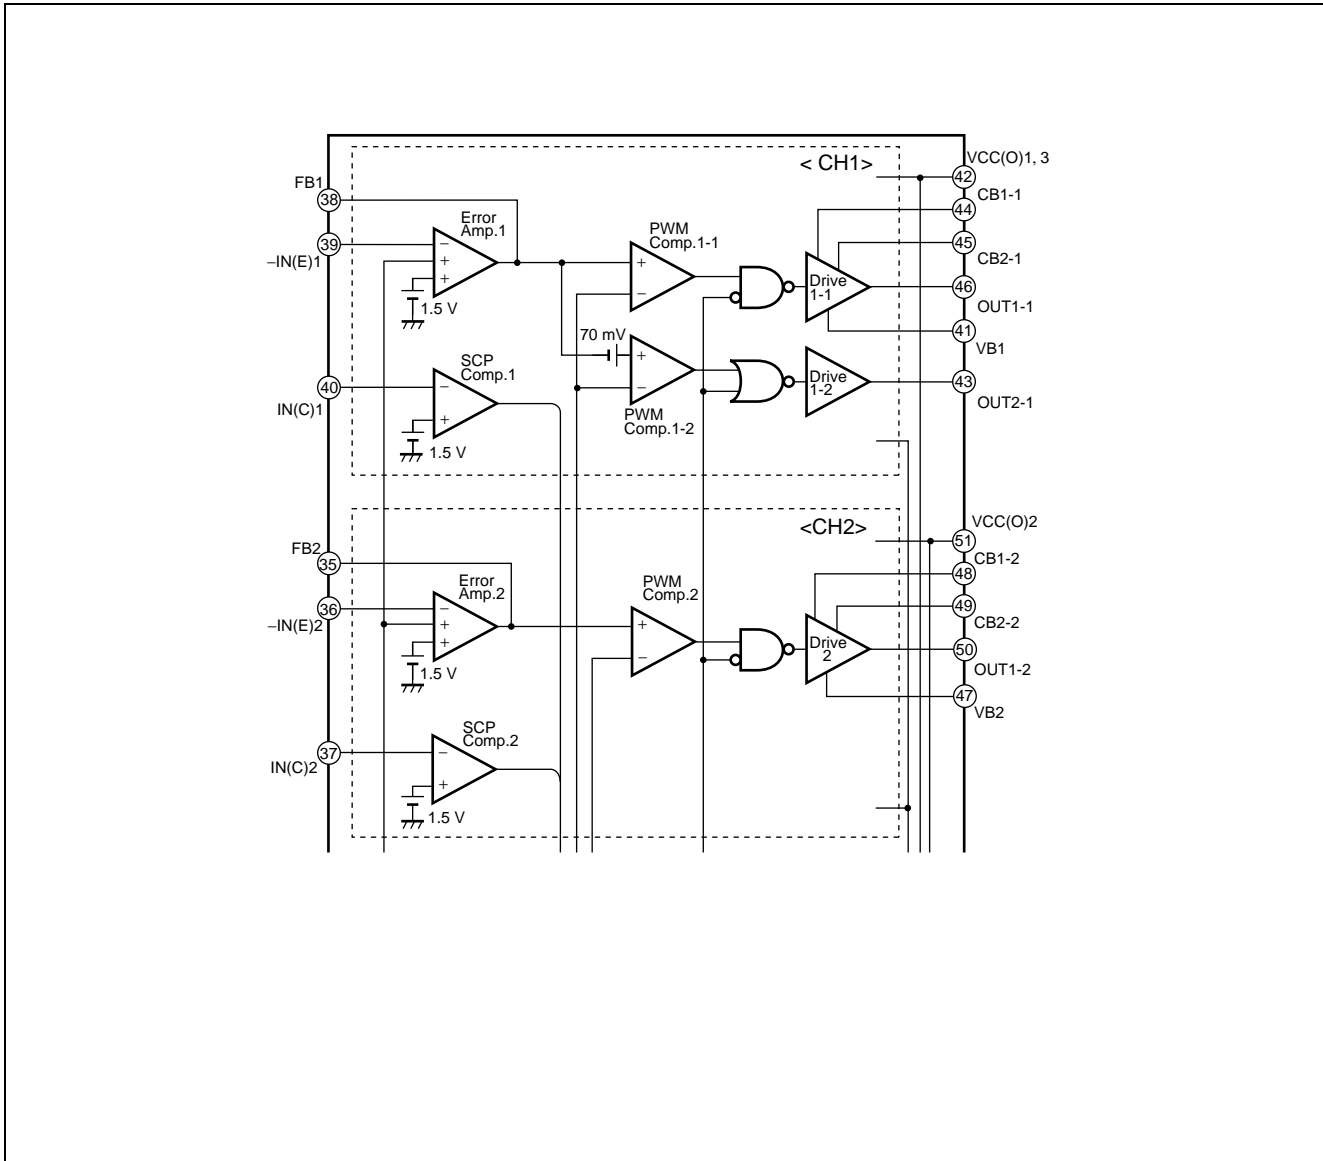 < CH1>
VCC(O)1, 3
42
FB1
38
CB1-1
44
Error
Amp.1
PWM
Comp.1-1
39
−IN(E)1
−
+
+
1.5 V
+
−
45
CB2-1
Drive
1-1
46
OUT1-1
41
VB1
70 mV
SCP
Comp.1
+
−
PWM
Comp.1-2
Drive
1-2
40
IN(C)1
−
+
1.5 V
43
OUT2-1
<CH2>
VCC(O)2
51
FB2
35
CB1-2
48
Error
Amp.2
PWM
Comp.2
36
−IN(E)2
−
+
+
1.5 V
+
−
49
CB2-2
Drive
2
50
OUT1-2
47
VB2
SCP
Comp.2
37
IN(C)2
−
+
1.5 V